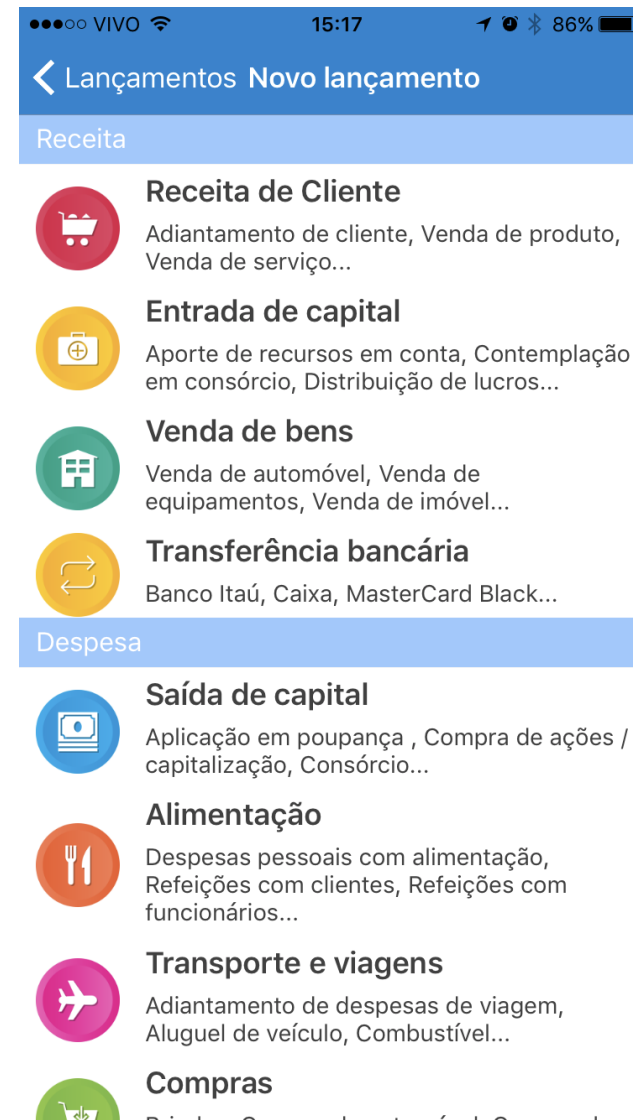 VIVO 15:17 86%
Lançamentos Novo lançamento
Receita
Receita de Cliente
Adiantamento de cliente, Venda de produto,
Venda de serviço...
Entrada de capital
Aporte de recursos em conta, Contemplação
em consórcio, Distribuição de lucros...
Venda de bens
Venda de automóvel, Venda de
equipamentos, Venda de imóvel...
Transferência bancária
Banco Itaú, Caixa, MasterCard Black...
Despesa
Saída de capital
Aplicação em poupança , Compra de ações /
capitalização, Consórcio...
Alimentação
Despesas pessoais com alimentação,
Refeições com clientes, Refeições com
funcionários...
Transporte e viagens
Adiantamento de despesas de viagem,
Aluguel de veículo, Combustível...
Compras